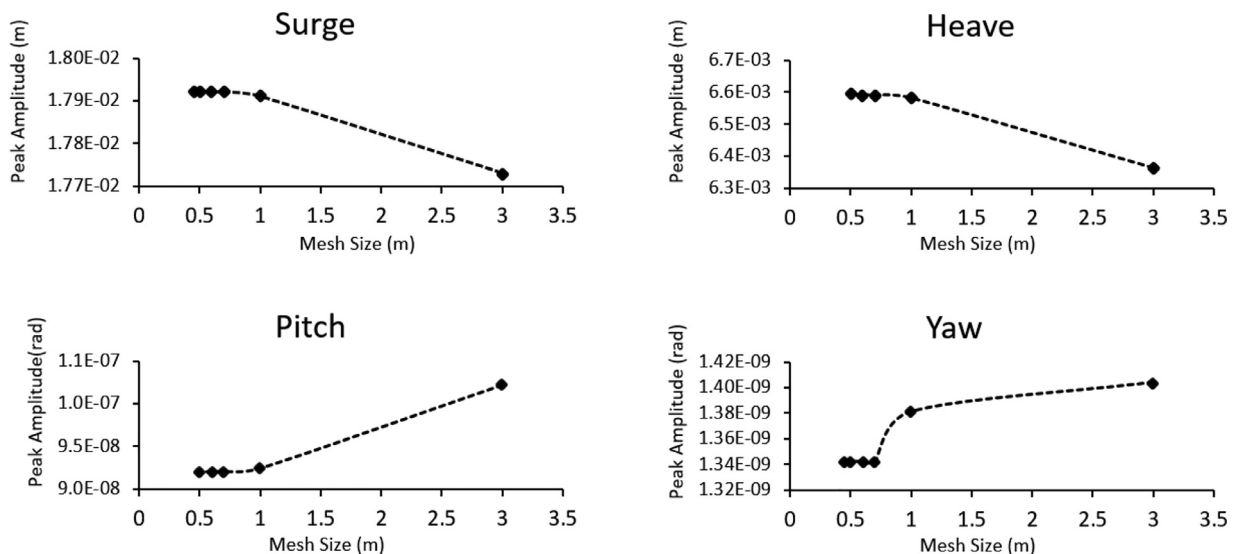 Surge
Peak Amplitude (m)
1.80E-02
1.79E-02
1.78E-02
1.77E-02
0 0.5 1 1.5 2 2.5 3 3.5
Mesh Size (m)
Heave
Peak Amplitude (m)
6.7E-03
6.6E-03
6.5E-03
6.4E-03
6.3E-03
0 0.5 1 1.5 2 2.5 3 3.5
Mesh Size (m)
Pitch
Peak Amplitude(rad)
1.1E-07
1.0E-07
9.5E-08
9.0E-08
0 0.5 1 1.5 2 2.5 3 3.5
Mesh Size (m)
Yaw
Peak Amplitude (rad)
1.42E-09
1.40E-09
1.38E-09
1.36E-09
1.34E-09
1.32E-09
0 0.5 1 1.5 2 2.5 3 3.5
Mesh Size (m)